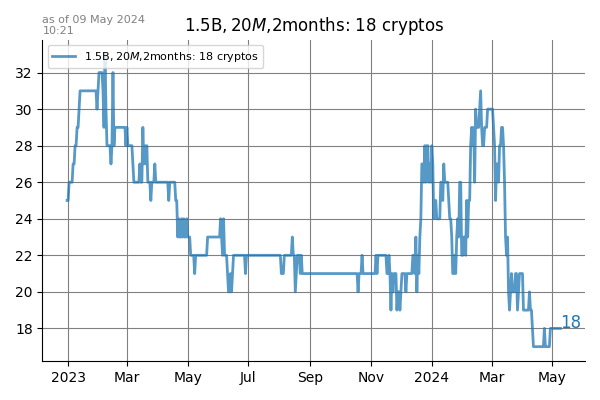 as of 09 May 2024
10:21
1.5B, 20M,2months: 18 cryptos
1.5B, 20M,2months: 18 cryptos
32
30
28
26
24
22
20
18
18
2023
Mar
May
Jul
Sep
Nov
2024
Mar
May